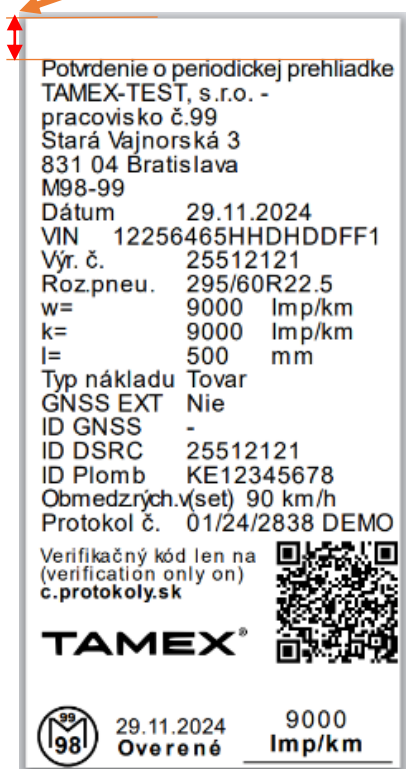 Potvrdenie o periodickej prehliadke
TAMEX-TEST, s.r.o. -
pracovisko č.99
Stará Vajnorská 3
831 04 Bratislava
M98-99
Dátum 29.11.2024
VIN 12256465HHDHDDFF1
Výr. č. 25512121
Roz.pneu. 295/60R22.5
w= 9000 Imp/km
k= 9000 Imp/km
l= 500 mm
Typ nákladu Tovar
GNSS EXT Nie
ID GNSS -
ID DSRC 25512121
ID Plomb KE12345678
Obmedz.rých.v(set) 90 km/h
Protokol č. 01/24/2838 DEMO
Verifikačný kód len na
(verification only on)
c.protokoly.sk
TAMEX®
99
M
98
29.11.2024 9000
Overené Imp/km